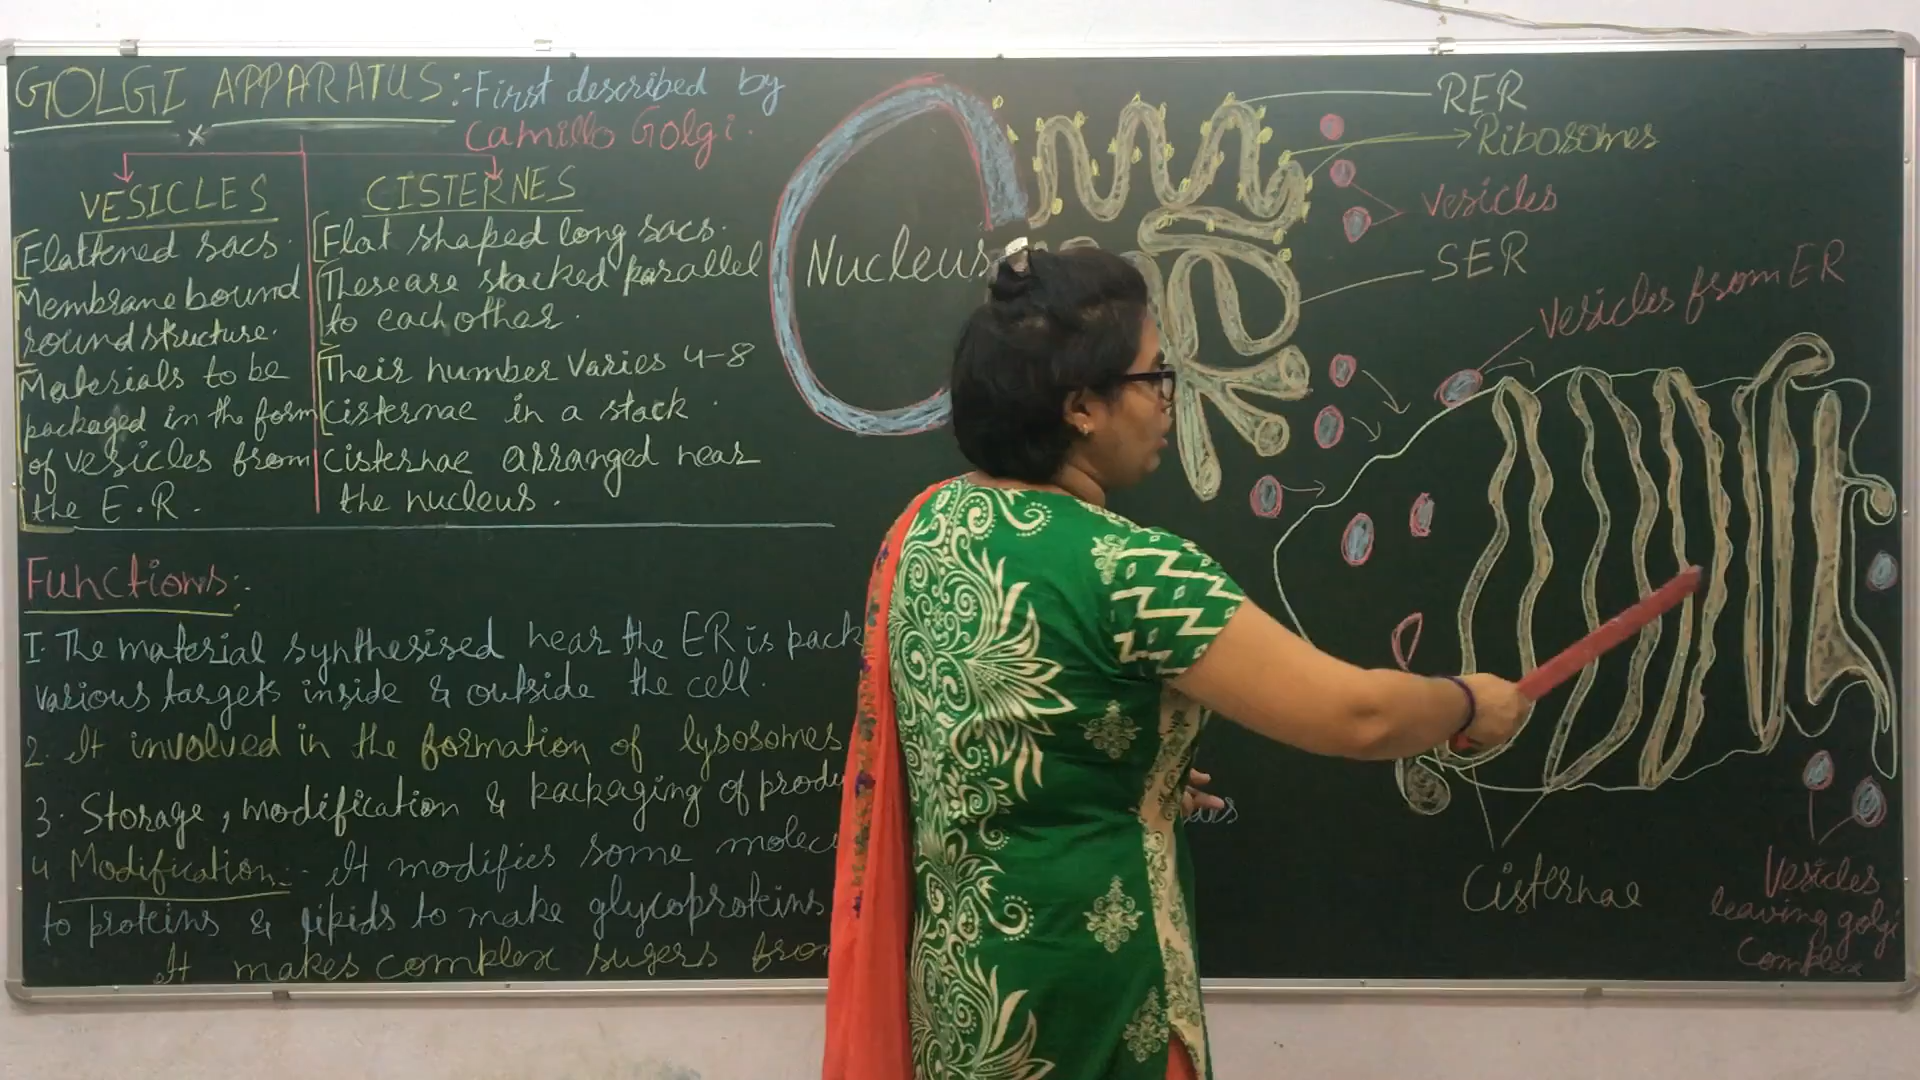 GOLGI APPARATUS:-First described by
Camillo Golgi.
VESICLES
Flattened sacs.
Membrane bound
round structure.
Materials to be
packaged in the form
of vesicles from
the E.R.
CISTERNES
Flat shaped long sacs.
These are stacked parallel
to each other.
Their number varies 4-8
cisternae in a stack.
cisternae arranged near
the nucleus.
Functions:-
I. The material synthesised near the ER is pack
various targets inside & outside the cell.
2. It involved in the formation of lysosomes
3. Storage, modification & packaging of produ
4 Modification:- It modifies some molec
to proteins & lipids to make glycoproteins
It makes complex sugers from
Nucleus
RER
Ribosomes
vesicles
SER
vesicles from ER
Cisternae
Vesicles
leaving golgi
Complex